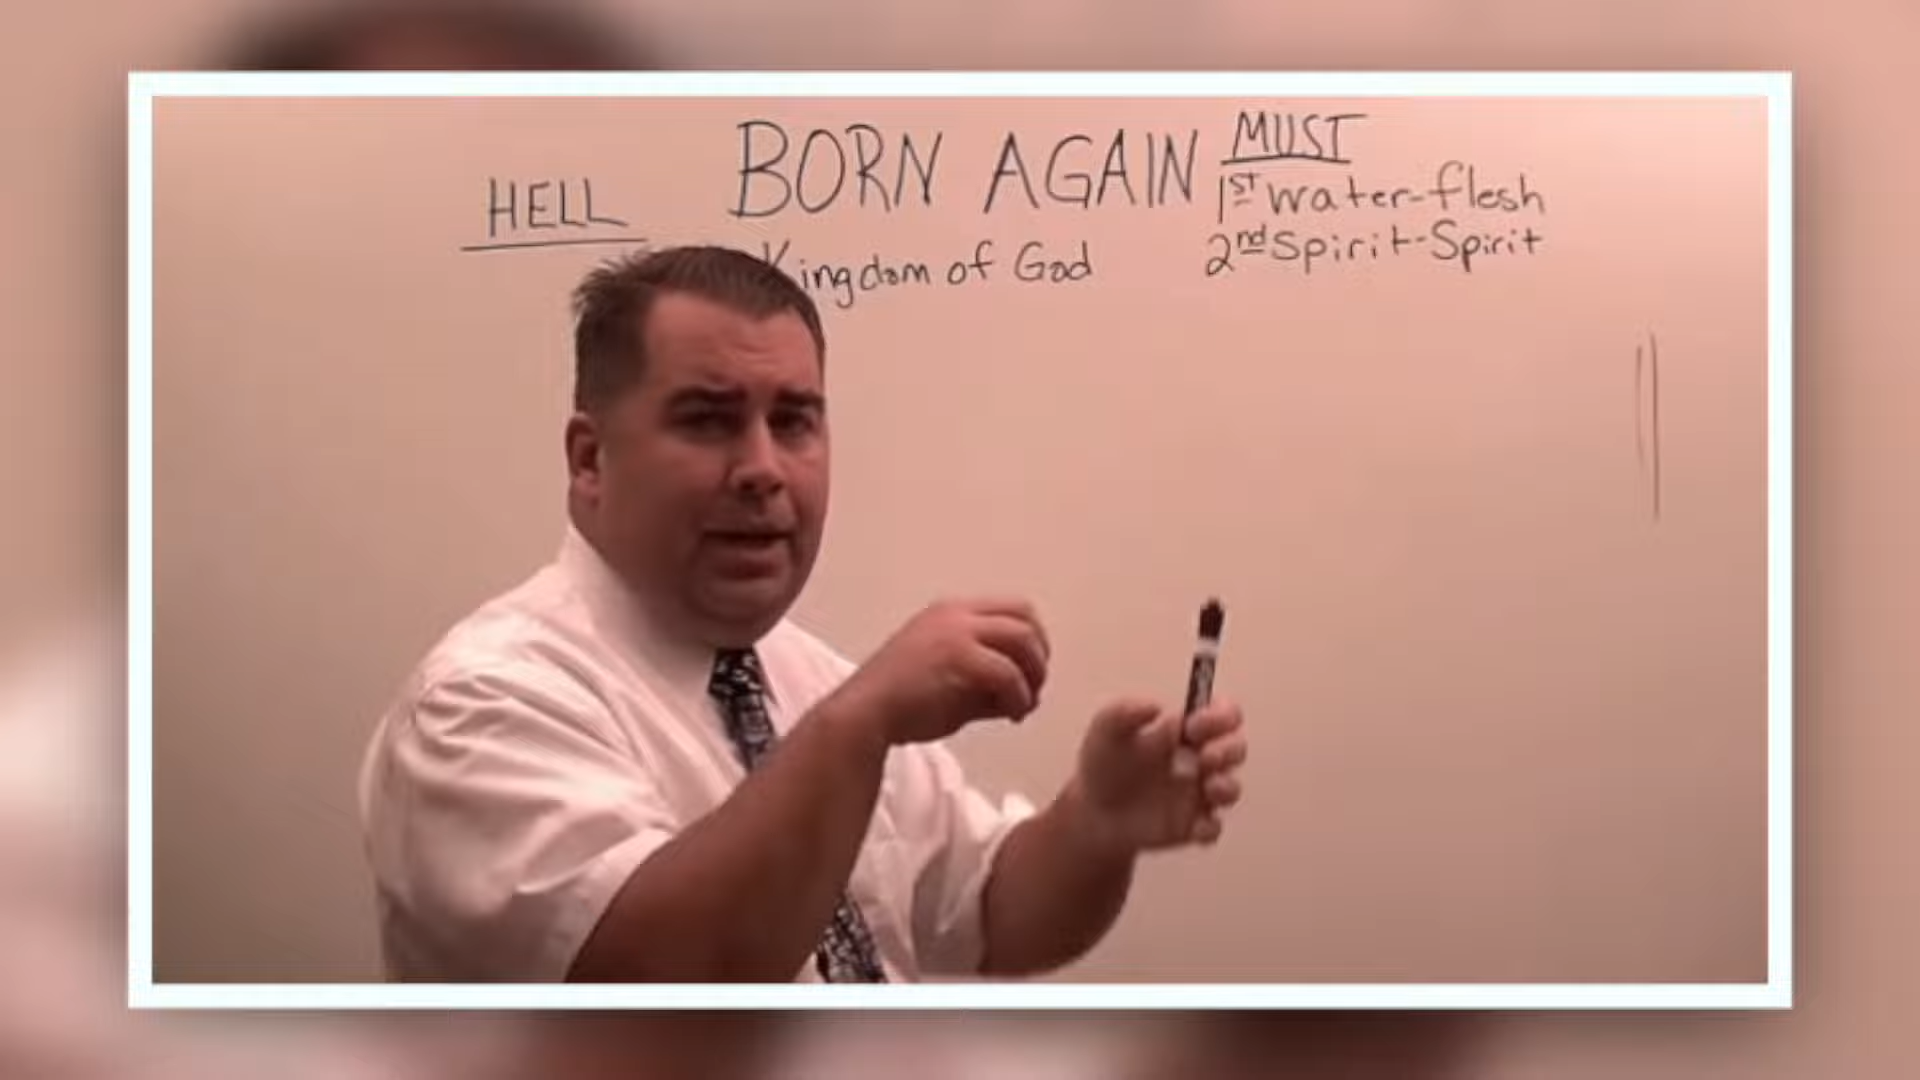 HELL
BORN AGAIN
Kingdom of God
MUST
1ST Water-flesh
2nd Spirit-Spirit